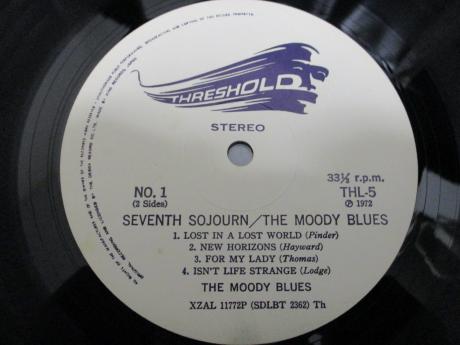 THRESHOLD
STEREO
NO. 1
(2 Sides)
33⅓ r.p.m.
THL-5
Ⓟ 1972
SEVENTH SOJOURN/THE MOODY BLUES
1. LOST IN A LOST WORLD (Pinder)
2. NEW HORIZONS (Hayward)
3. FOR MY LADY (Thomas)
4. ISN'T LIFE STRANGE (Lodge)
THE MOODY BLUES
XZAL 11772P (SDLBT 2362) Th